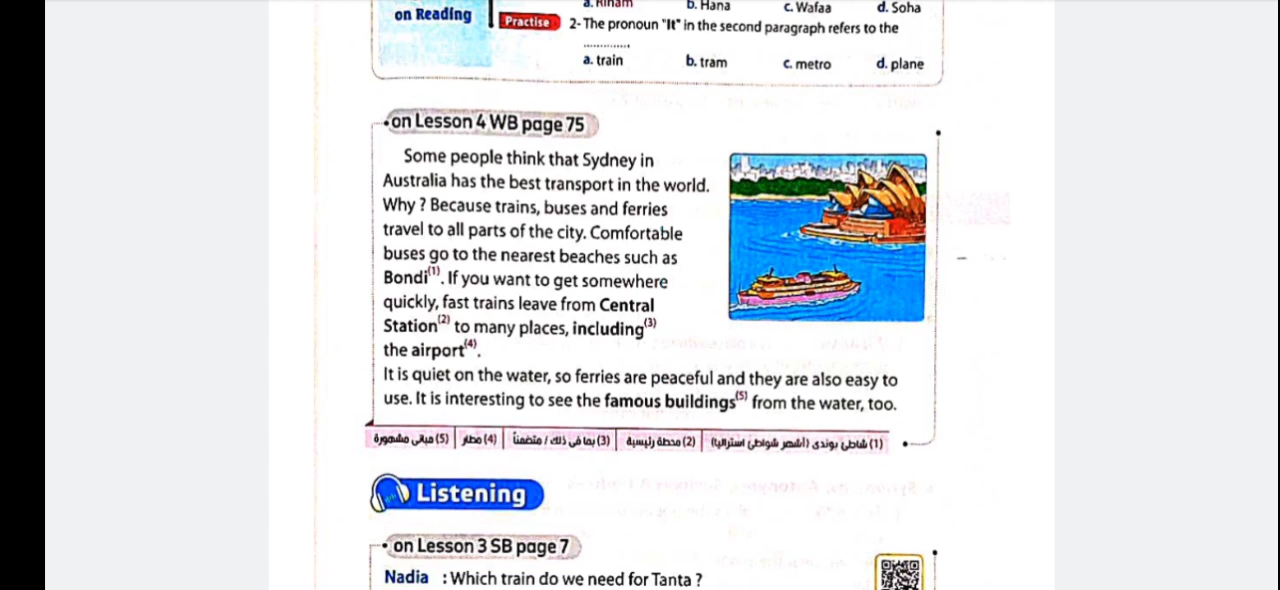 a. Riham b. Hana c. Wafaa d. Soha
on Reading
Practise 2- The pronoun "It" in the second paragraph refers to the
..............
a. train b. tram c. metro d. plane
• on Lesson 4 WB page 75
Some people think that Sydney in
Australia has the best transport in the world.
Why ? Because trains, buses and ferries
travel to all parts of the city. Comfortable
buses go to the nearest beaches such as
Bondi(1). If you want to get somewhere
quickly, fast trains leave from Central
Station(2) to many places, including(3)
the airport(4).
It is quiet on the water, so ferries are peaceful and they are also easy to
use. It is interesting to see the famous buildings(5) from the water, too.
(1) شاطئ بوندى (أشهر شواطئ استراليا) (2) محطة رئيسية (3) بما فى ذلك / متضمناً (4) مطار (5) مبانى مشهورة
Listening
• on Lesson 3 SB page 7
Nadia : Which train do we need for Tanta ?